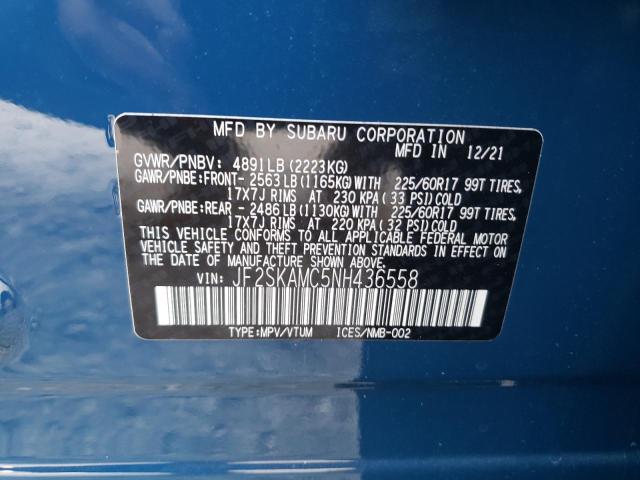 MFD BY SUBARU CORPORATION
MFD IN 12/21
GVWR/PNBV: 4891LB (2223KG)
GAWR/PNBE:FRONT- 2563LB (1165KG) WITH 225/60R17 99T TIRES,
17X7J RIMS AT 230 KPA (33 PSI) COLD
GAWR/PNBE:REAR - 2486LB (1130KG) WITH 225/60R17 99T TIRES,
17X7J RIMS AT 220 KPA (32 PSI) COLD
THIS VEHICLE CONFORMS TO ALL APPLICABLE FEDERAL MOTOR
VEHICLE SAFETY AND THEFT PREVENTION STANDARDS IN EFFECT ON
THE DATE OF MANUFACTURE SHOWN ABOVE.
VIN: JF2SKAMC5NH436558
TYPE:MPV/VTUM ICES/NMB-002